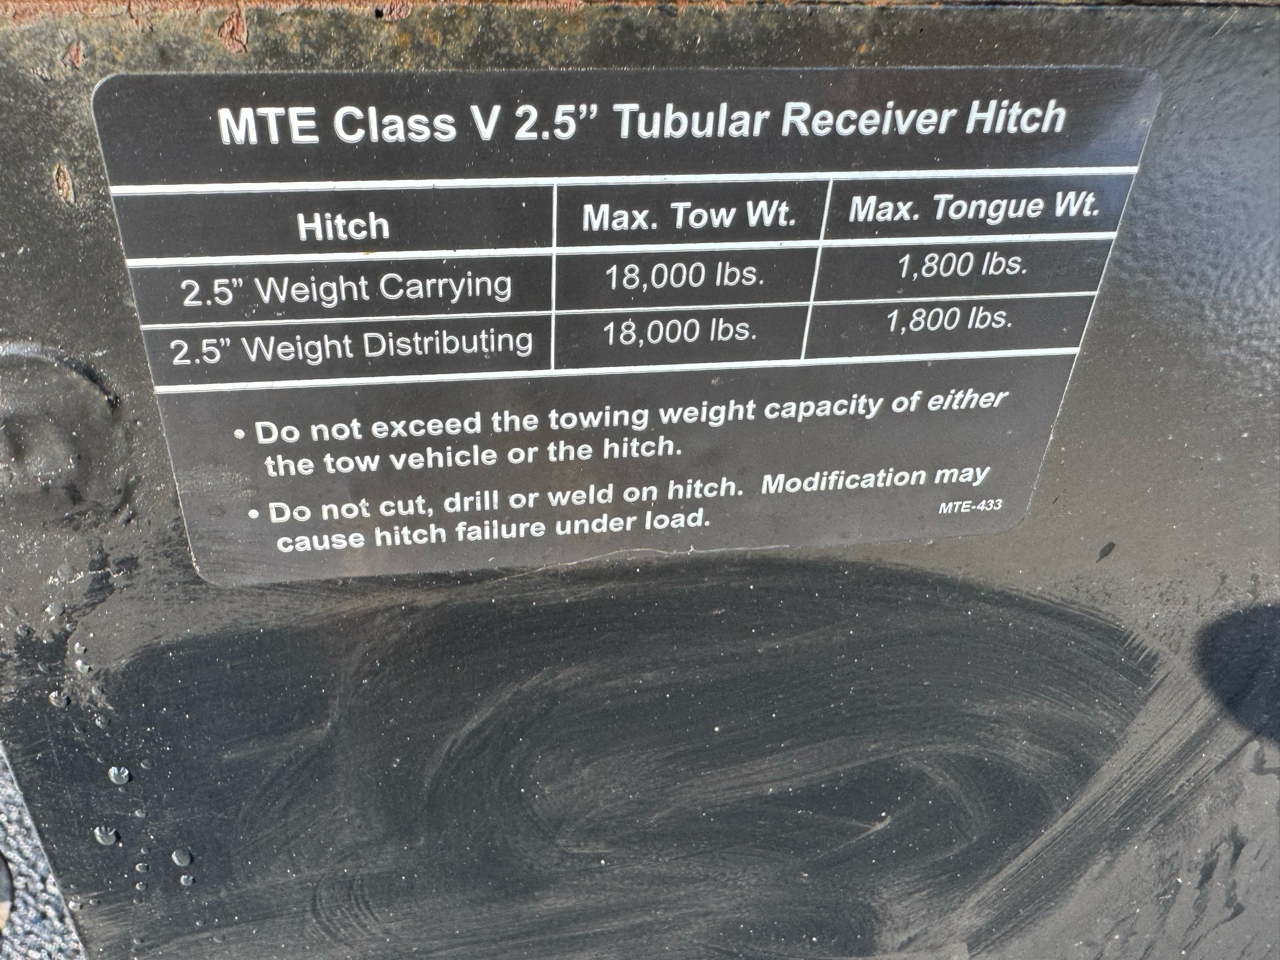 MTE Class V 2.5” Tubular Receiver Hitch
Hitch Max. Tow Wt. Max. Tongue Wt.
2.5” Weight Carrying 18,000 lbs. 1,800 lbs.
2.5” Weight Distributing 18,000 lbs. 1,800 lbs.
• Do not exceed the towing weight capacity of either
the tow vehicle or the hitch.
• Do not cut, drill or weld on hitch. Modification may
cause hitch failure under load.
MTE-433